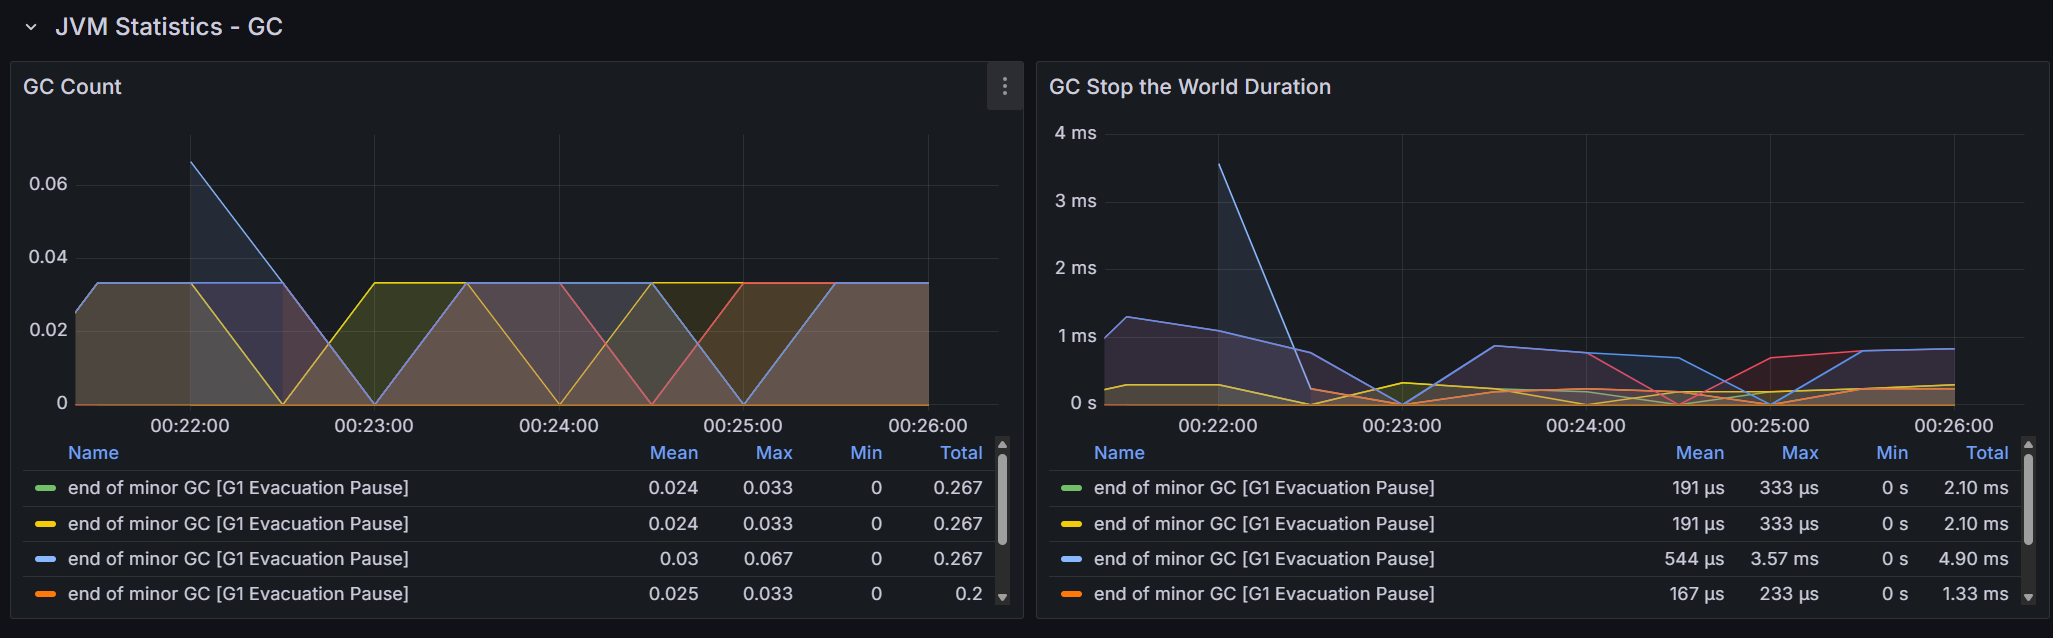 JVM Statistics - GC
GC Count
0.06
0.04
0.02
0
00:22:00 00:23:00 00:24:00 00:25:00 00:26:00
Name Mean Max Min Total
end of minor GC [G1 Evacuation Pause] 0.024 0.033 0 0.267
end of minor GC [G1 Evacuation Pause] 0.024 0.033 0 0.267
end of minor GC [G1 Evacuation Pause] 0.03 0.067 0 0.267
end of minor GC [G1 Evacuation Pause] 0.025 0.033 0 0.2
GC Stop the World Duration
4 ms
3 ms
2 ms
1 ms
0 s
00:22:00 00:23:00 00:24:00 00:25:00 00:26:00
Name Mean Max Min Total
end of minor GC [G1 Evacuation Pause] 191 µs 333 µs 0 s 2.10 ms
end of minor GC [G1 Evacuation Pause] 191 µs 333 µs 0 s 2.10 ms
end of minor GC [G1 Evacuation Pause] 544 µs 3.57 ms 0 s 4.90 ms
end of minor GC [G1 Evacuation Pause] 167 µs 233 µs 0 s 1.33 ms